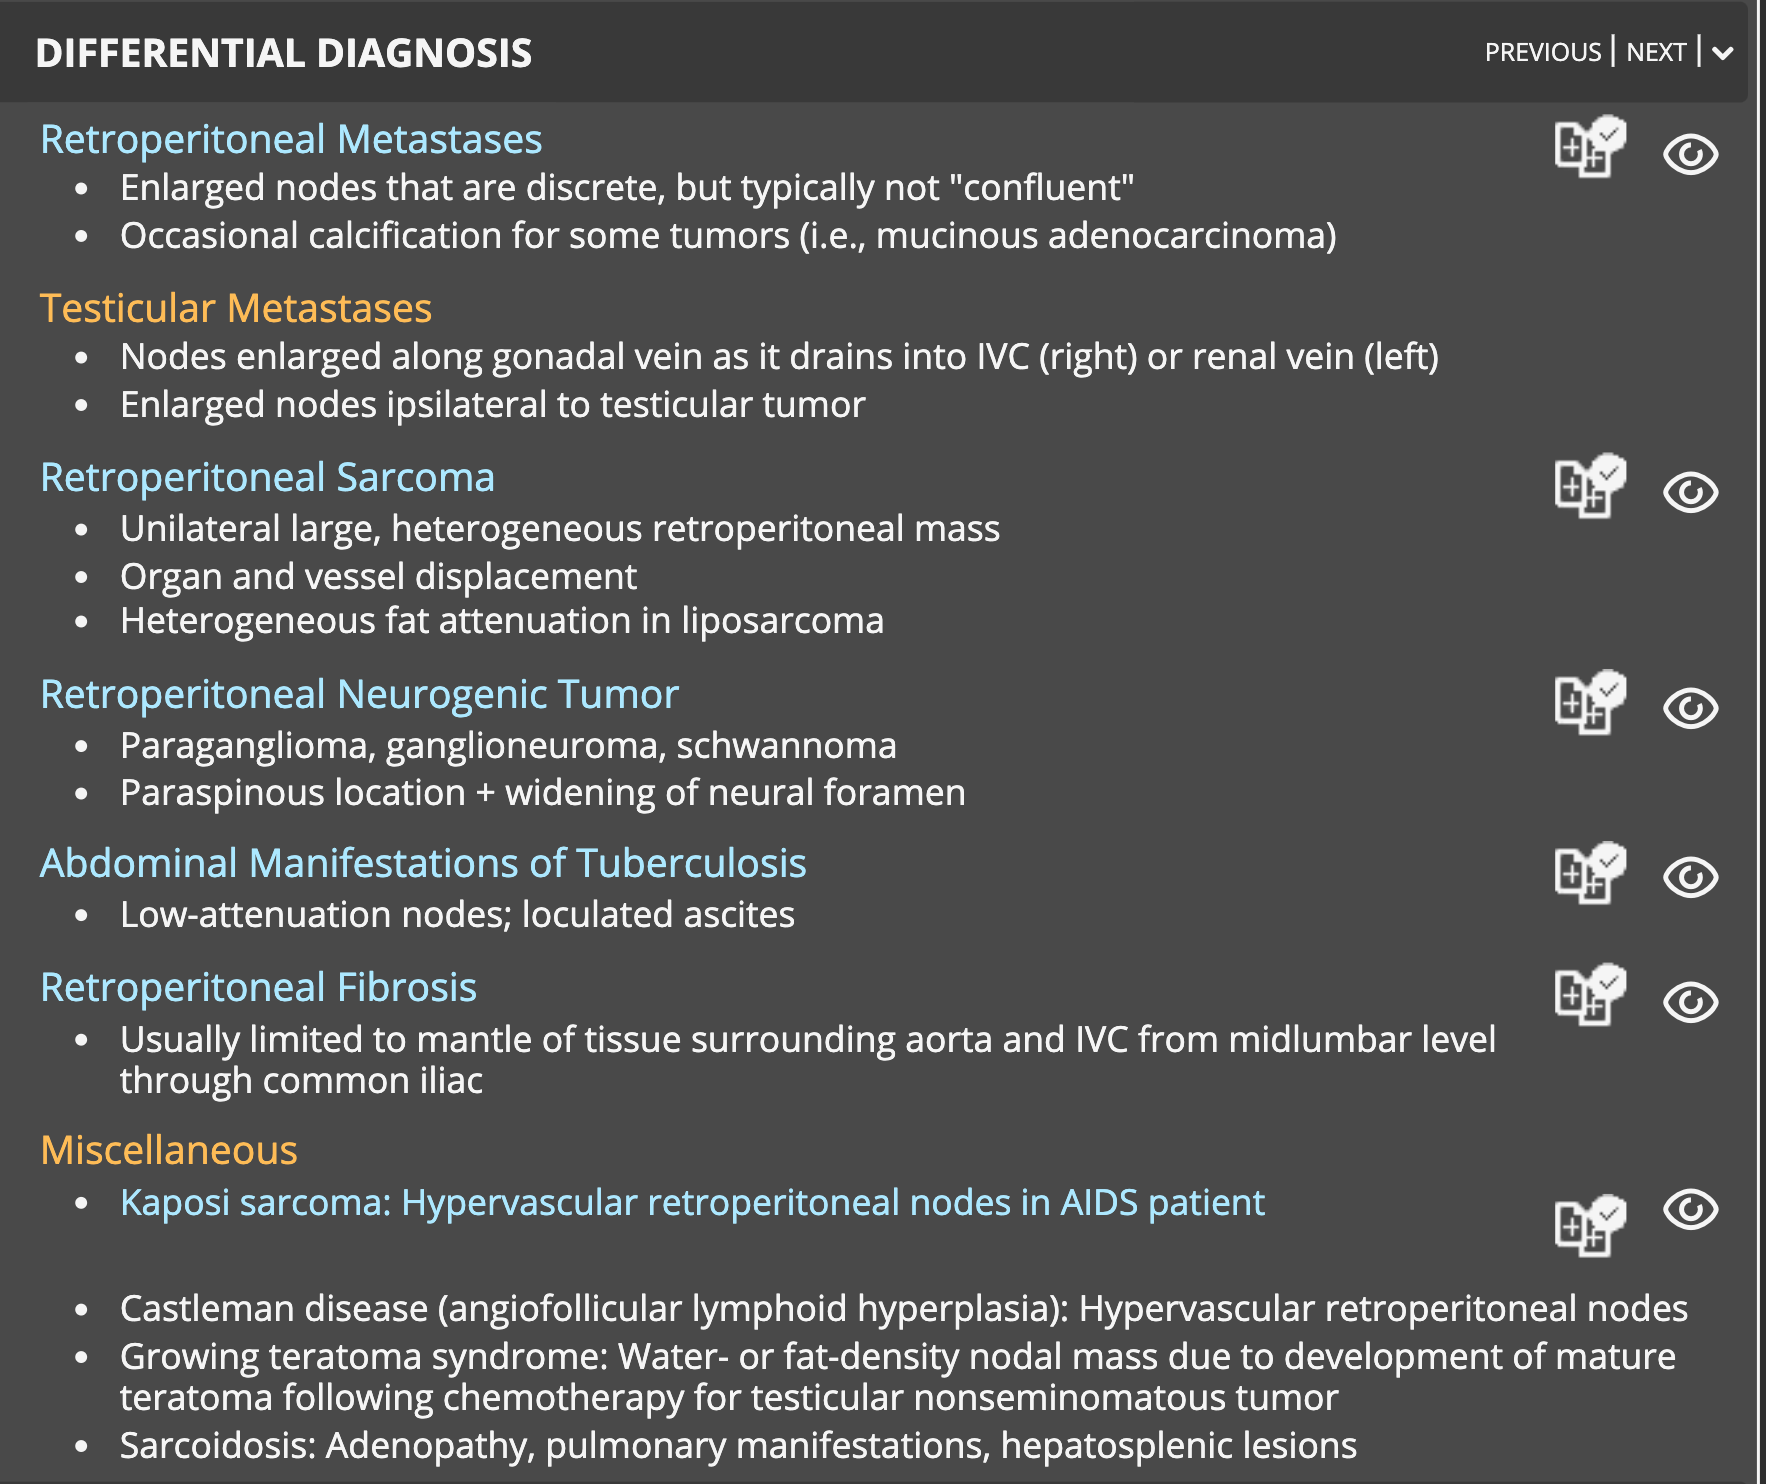 DIFFERENTIAL DIAGNOSIS
PREVIOUS | NEXT |
Retroperitoneal Metastases
• Enlarged nodes that are discrete, but typically not "confluent"
• Occasional calcification for some tumors (i.e., mucinous adenocarcinoma)
Testicular Metastases
• Nodes enlarged along gonadal vein as it drains into IVC (right) or renal vein (left)
• Enlarged nodes ipsilateral to testicular tumor
Retroperitoneal Sarcoma
• Unilateral large, heterogeneous retroperitoneal mass
• Organ and vessel displacement
• Heterogeneous fat attenuation in liposarcoma
Retroperitoneal Neurogenic Tumor
• Paraganglioma, ganglioneuroma, schwannoma
• Paraspinous location + widening of neural foramen
Abdominal Manifestations of Tuberculosis
• Low-attenuation nodes; loculated ascites
Retroperitoneal Fibrosis
• Usually limited to mantle of tissue surrounding aorta and IVC from midlumbar level
through common iliac
Miscellaneous
• Kaposi sarcoma: Hypervascular retroperitoneal nodes in AIDS patient
• Castleman disease (angiofollicular lymphoid hyperplasia): Hypervascular retroperitoneal nodes
• Growing teratoma syndrome: Water- or fat-density nodal mass due to development of mature
teratoma following chemotherapy for testicular nonseminomatous tumor
• Sarcoidosis: Adenopathy, pulmonary manifestations, hepatosplenic lesions